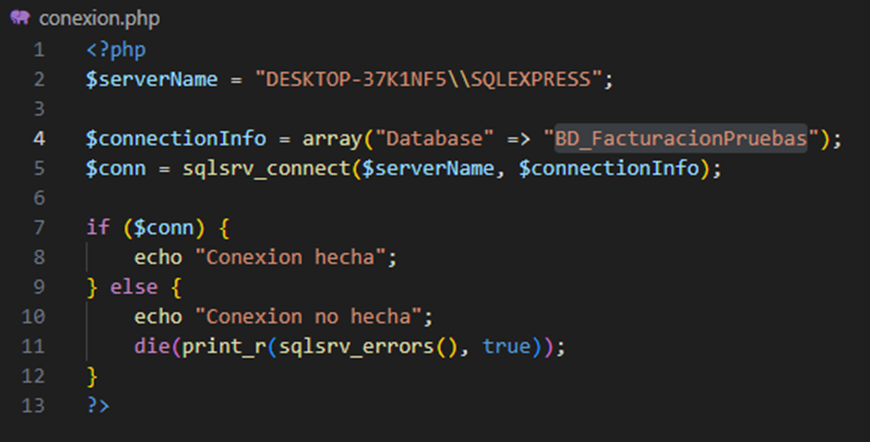 conexion.php
1 <?php
2 $serverName = "DESKTOP-37K1NF5\\SQLEXPRESS";
3
4 $connectionInfo = array("Database" => "BD_FacturacionPruebas");
5 $conn = sqlsrv_connect($serverName, $connectionInfo);
6
7 if ($conn) {
8     echo "Conexion hecha";
9 } else {
10     echo "Conexion no hecha";
11     die(print_r(sqlsrv_errors(), true));
12 }
13 ?>